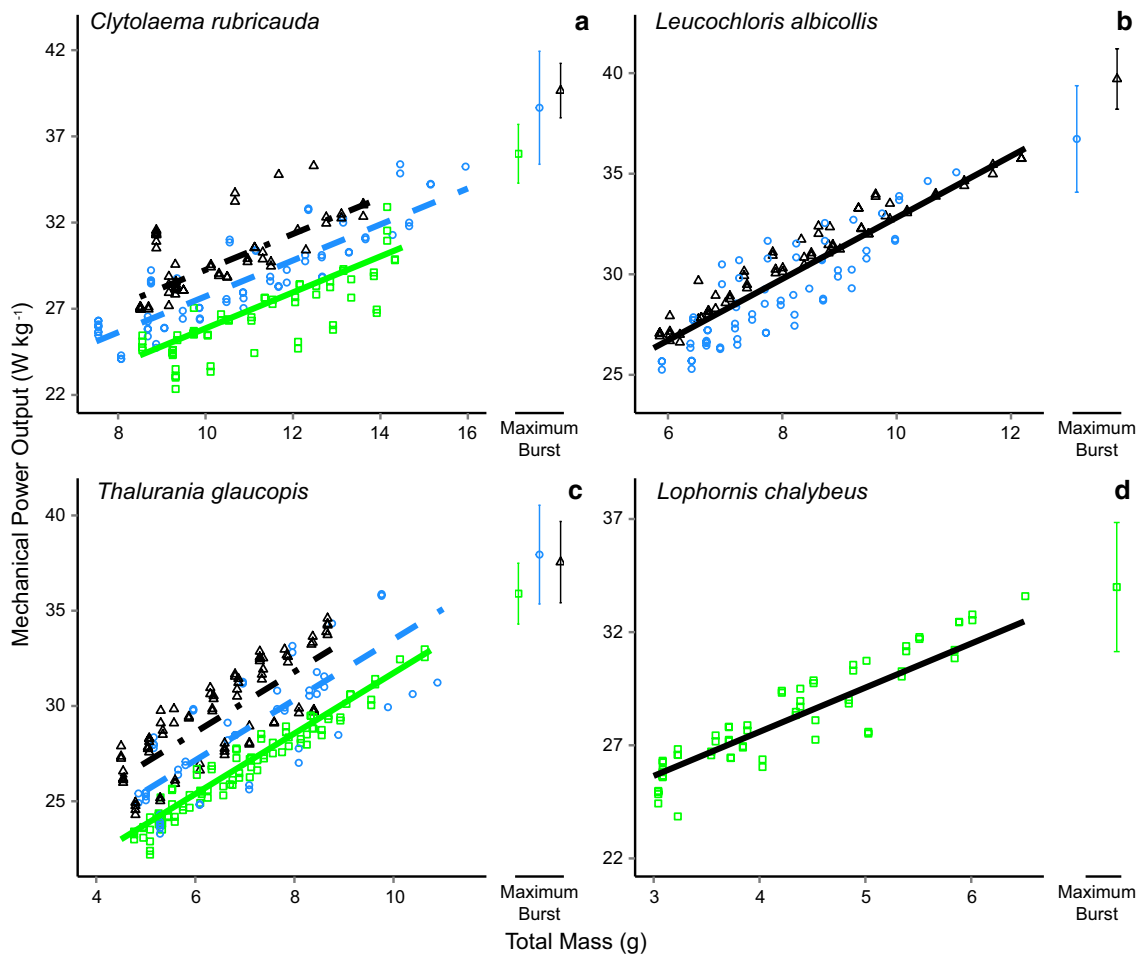 Clytolaema rubricauda
a
42
37
32
27
22
8
10
12
14
16
Maximum
Burst
Leucochloris albicollis
b
40
35
30
25
6
8
10
12
Maximum
Burst
Thalurania glaucopis
c
40
35
30
25
4
6
8
10
Maximum
Burst
Lophornis chalybeus
d
37
32
27
22
3
4
5
6
Maximum
Burst
Mechanical Power Output (W kg⁻¹)
Total Mass (g)